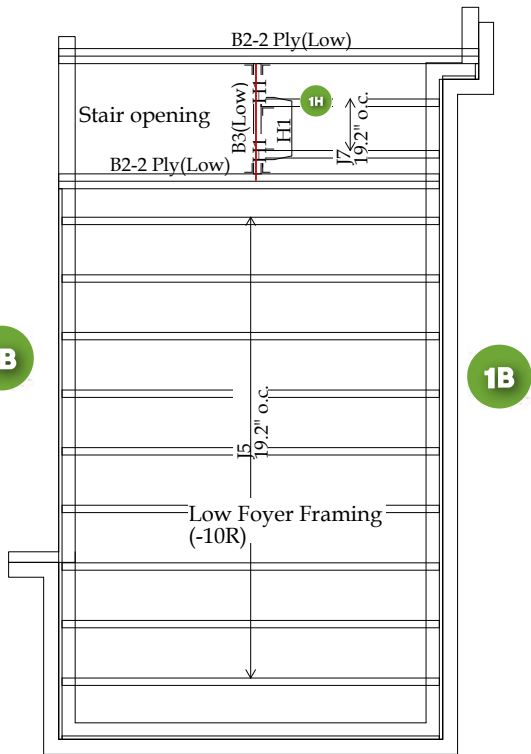 B2-2 Ply(Low)
H1
1H
Stair opening
B3(Low)
H1
J7
19.2" o.c.
H1
B2-2 Ply(Low)
B
1B
J5
19.2" o.c.
Low Foyer Framing
(-10R)